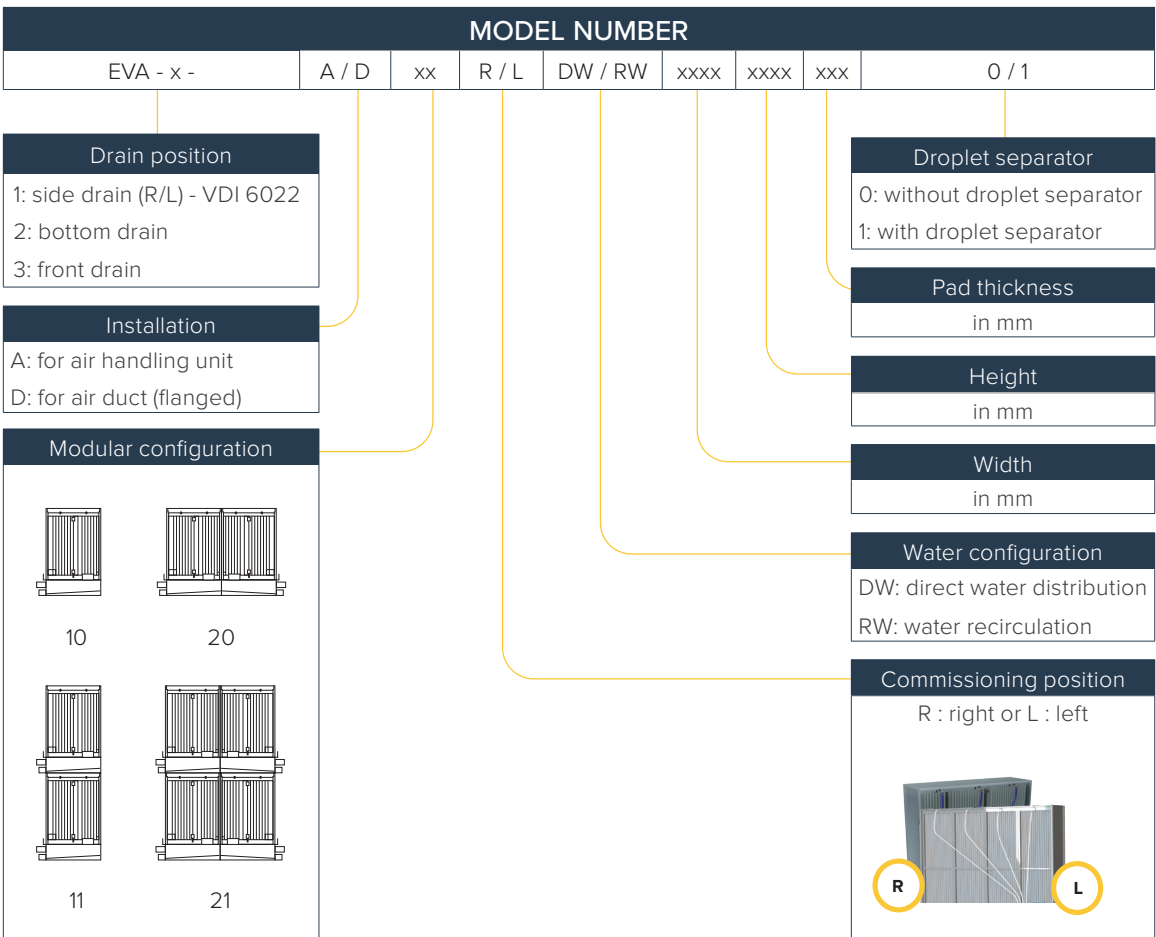 MODEL NUMBER
EVA - x - A / D xx R / L DW / RW xxxx xxxx xxx 0 / 1
Drain position
1: side drain (R/L) - VDI 6022
2: bottom drain
3: front drain
Installation
A: for air handling unit
D: for air duct (flanged)
Modular configuration
10 20
11 21
Droplet separator
0: without droplet separator
1: with droplet separator
Pad thickness
in mm
Height
in mm
Width
in mm
Water configuration
DW: direct water distribution
RW: water recirculation
Commissioning position
R : right or L : left
R L